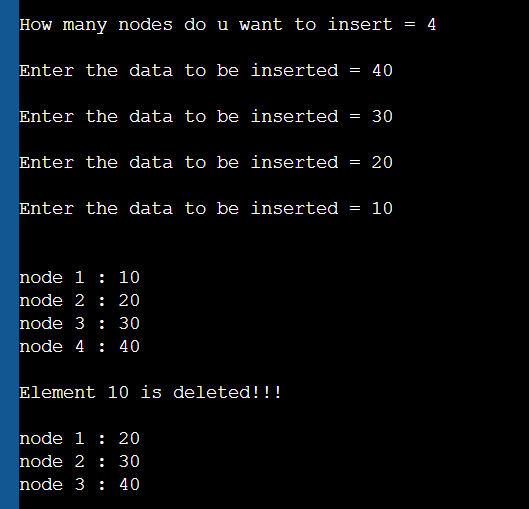 How many nodes do u want to insert = 4
Enter the data to be inserted = 40
Enter the data to be inserted = 30
Enter the data to be inserted = 20
Enter the data to be inserted = 10
node 1 : 10
node 2 : 20
node 3 : 30
node 4 : 40
Element 10 is deleted!!!
node 1 : 20
node 2 : 30
node 3 : 40